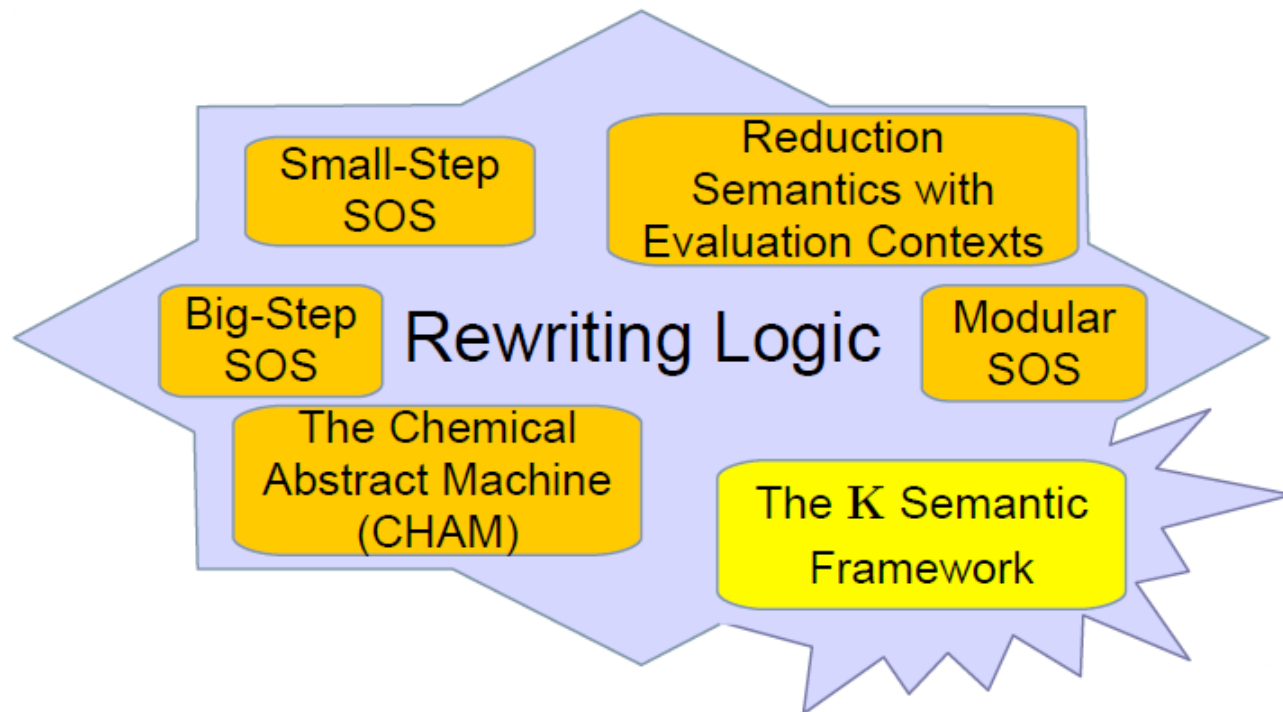 Small-Step
SOS
Reduction
Semantics with
Evaluation Contexts
Big-Step
SOS
Rewriting Logic
Modular
SOS
The Chemical
Abstract Machine
(CHAM)
The K Semantic
Framework